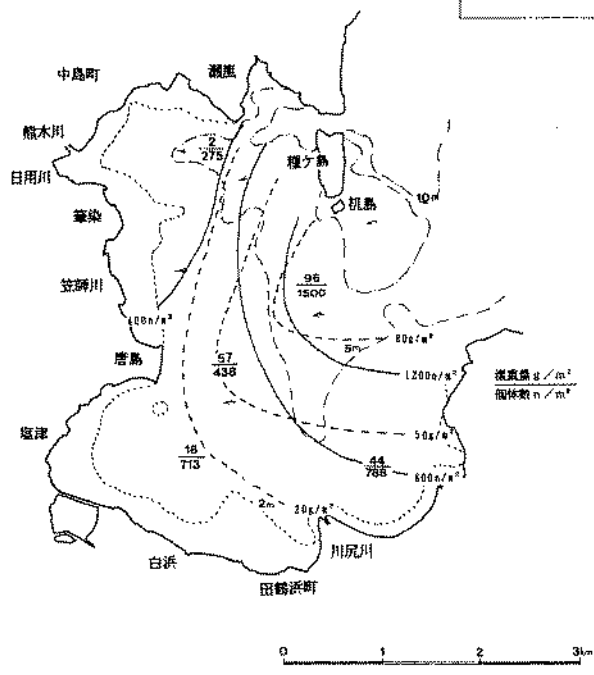 中島町
瀬嵐
熊木川
日用川
筆染
笠師川
2
275
種ケ島
机島
10m
96
1500
400n/m²
唐島
57
438
5m
80g/m²
1200n/m²
湿重量 g／m²
個体数 n／m²
塩津
18
713
50g/m²
44
788
600n/m²
2m
20g/m²
川尻川
白浜
田鶴浜町
0 1 2 3km